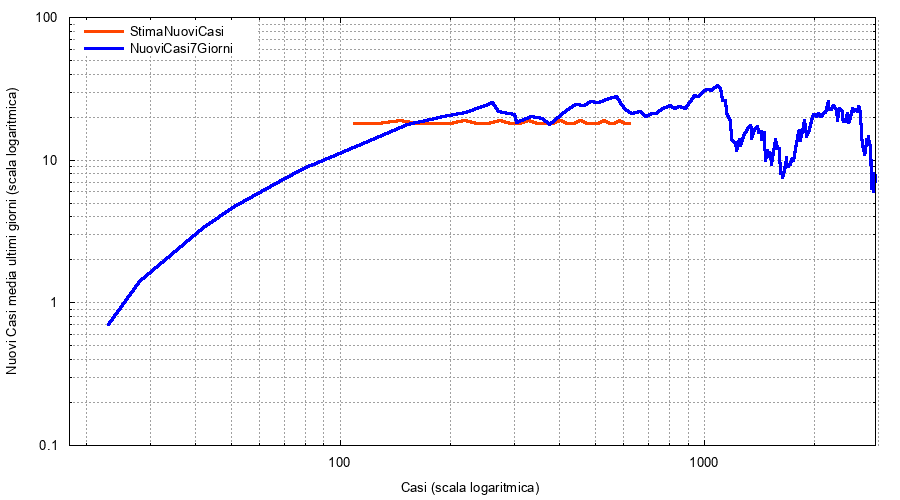 StimaNuoviCasi
NuoviCasi7Giorni
100
10
1
0.1
Nuovi Casi media ultimi giorni (scala logaritmica)
100
1000
Casi (scala logaritmica)